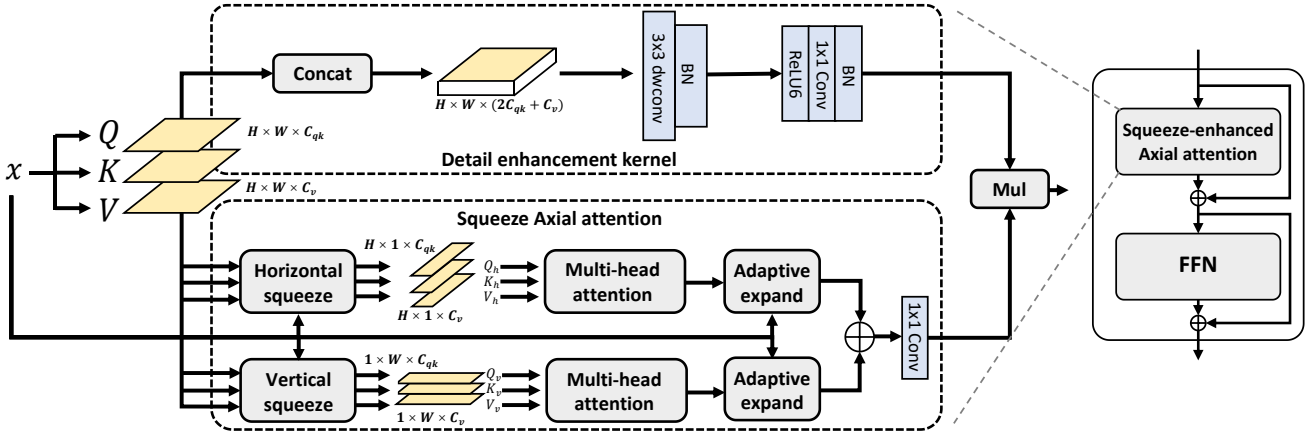 Concat
H × W × (2C_qk + C_v)
3x3 dwconv
BN
ReLU6
1x1 Conv
BN
Detail enhancement kernel
x
Q
K
V
H × W × C_qk
H × W × C_v
Mul
Squeeze Axial attention
Horizontal
squeeze
H × 1 × C_qk
H × 1 × C_v
Q_h
K_h
V_h
Multi-head
attention
Adaptive
expand
1x1 Conv
Vertical
squeeze
1 × W × C_qk
1 × W × C_v
Q_v
K_v
V_v
Multi-head
attention
Adaptive
expand
Squeeze-enhanced
Axial attention
FFN